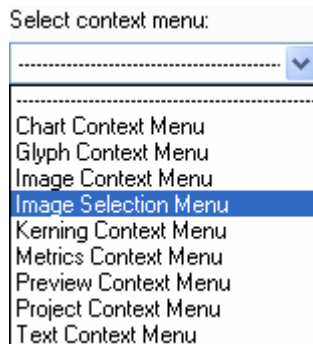 Select context menu:
----------------------------------------------------
------------------------------------------------------------
Chart Context Menu
Glyph Context Menu
Image Context Menu
Image Selection Menu
Kerning Context Menu
Metrics Context Menu
Preview Context Menu
Project Context Menu
Text Context Menu